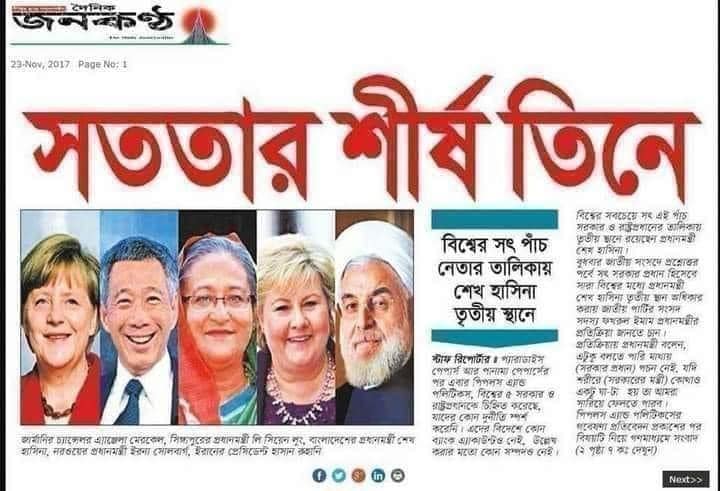 দৈনিক
জনকণ্ঠ
23-Nov, 2017 Page No: 1
সততার শীর্ষ তিনে
জার্মানির চ্যান্সেলর এ্যাঞ্জেলা মেরকেল, সিঙ্গাপুরের প্রধানমন্ত্রী লি সিয়েন লুং, বাংলাদেশের প্রধানমন্ত্রী শেখ
হাসিনা, নরওয়ের প্রধানমন্ত্রী ইরনা সোলবার্গ, ইরানের প্রেসিডেন্ট হাসান রুহানি
বিশ্বের সৎ পাঁচ
নেতার তালিকায়
শেখ হাসিনা
তৃতীয় স্থানে
স্টাফ রিপোর্টার ॥ প্যারাডাইস
পেপার্স আর পানামা পেপার্সের
পর এবার পিপলস এ্যান্ড
পলিটিকস, বিশ্বের ৫ সরকার ও
রাষ্ট্রপ্রধানকে চিহ্নিত করেছে,
যাদের কোন দুর্নীতি স্পর্শ
করেনি। এদের বিদেশে কোন
ব্যাংক এ্যাকাউন্টও নেই, উল্লেখ
করার মতো কোন সম্পদও নেই।
বিশ্বের সবচেয়ে সৎ এই পাঁচ
সরকার ও রাষ্ট্রপ্রধানের তালিকায়
তৃতীয় স্থানে রয়েছেন প্রধানমন্ত্রী
শেখ হাসিনা।
বুধবার জাতীয় সংসদে প্রশ্নোত্তর
পর্বে সৎ সরকার প্রধান হিসেবে
সারা বিশ্বের মধ্যে প্রধানমন্ত্রী
শেখ হাসিনা তৃতীয় স্থান অধিকার
করায় জাতীয় পার্টির সংসদ
সদস্য ফখরুল ইমাম প্রধানমন্ত্রীর
প্রতিক্রিয়া জানতে চান।
প্রতিক্রিয়ায় প্রধানমন্ত্রী বলেন,
এটুকু বলতে পারি মাথায়
(সরকার প্রধান) পচন নেই, যদি
শরীরে (সরকারের মন্ত্রী) কোথাও
একটু ঘা-টা হয় তা আমরা
সারিয়ে ফেলতে পারব।
পিপলস এ্যান্ড পলিটিকসের
গবেষণা প্রতিবেদন প্রকাশের পর
বিষয়টি নিয়ে গণমাধ্যমে সংবাদ
(২ পৃষ্ঠা ৭ কঃ দেখুন)
Next>>